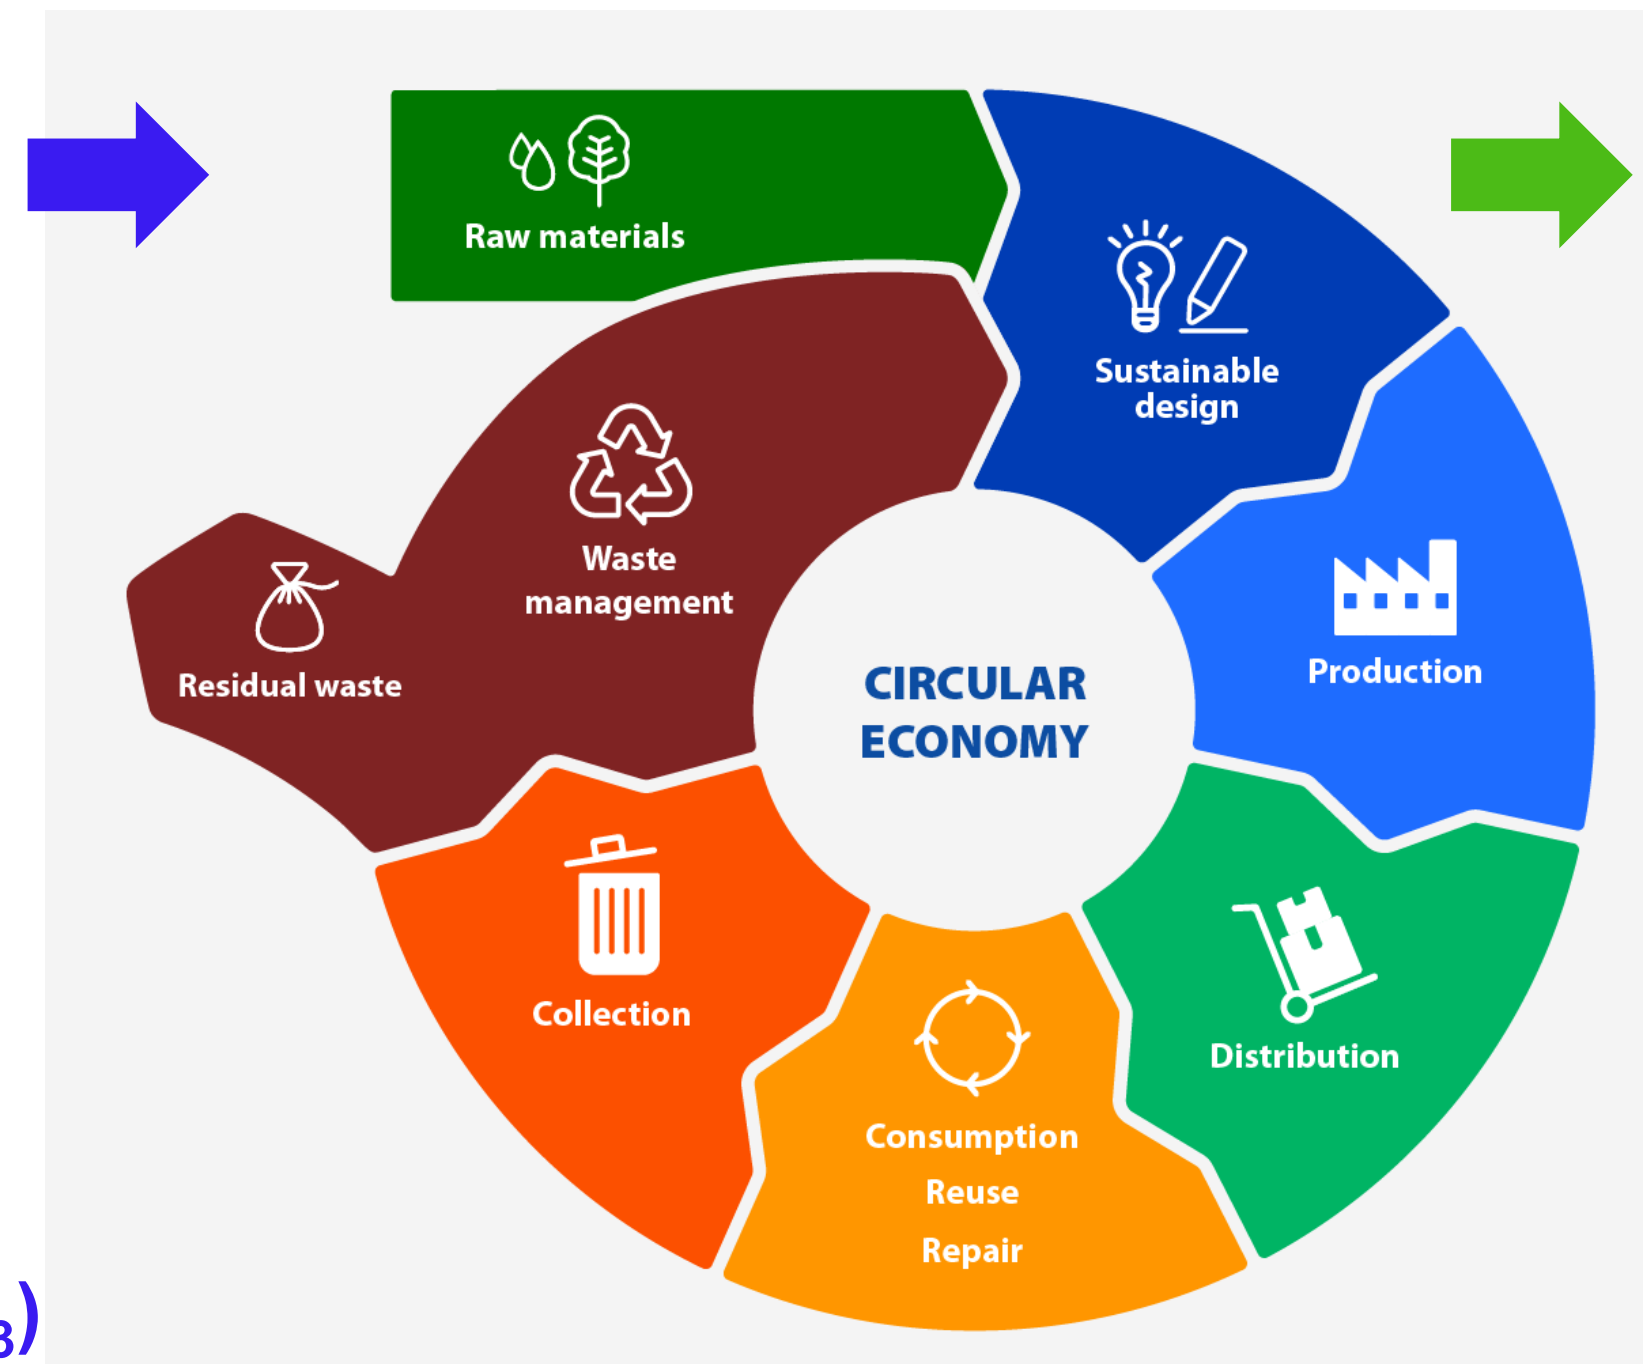 Raw materials
Sustainable
design
Waste
management
Residual waste
Production
CIRCULAR
ECONOMY
Collection
Distribution
Consumption
Reuse
Repair
)